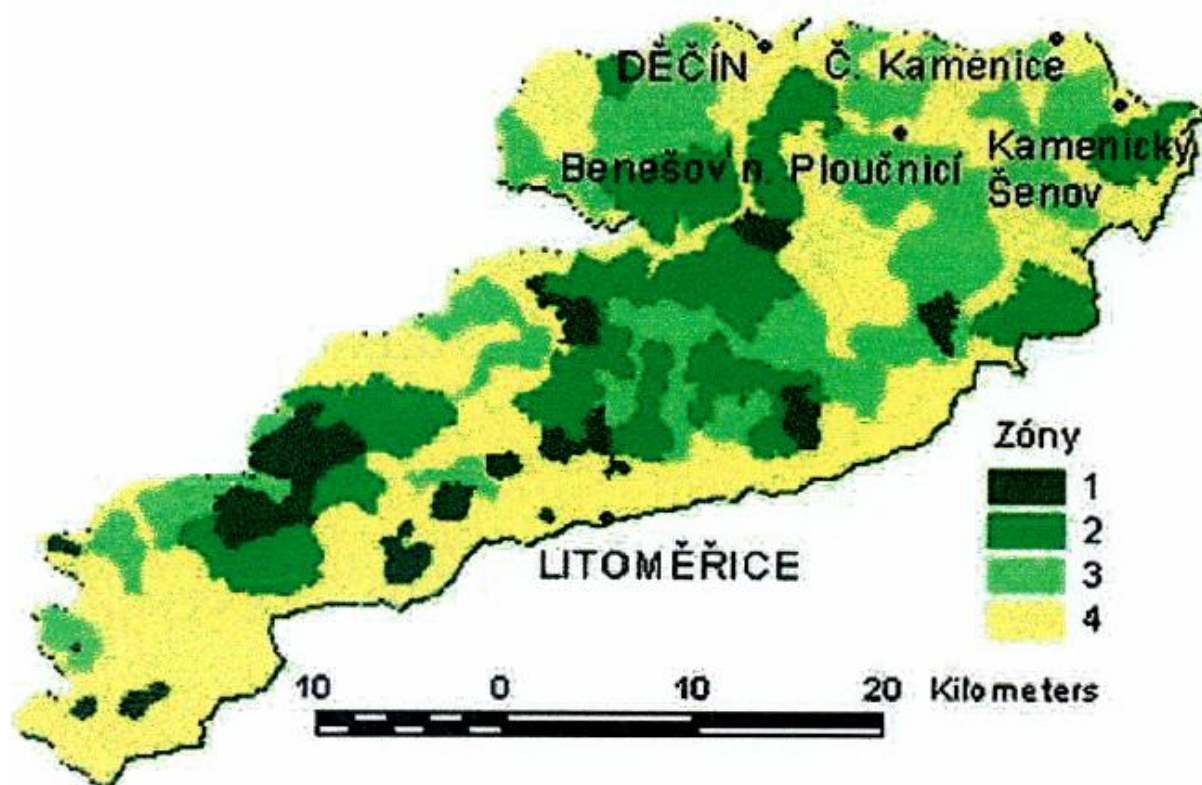 DĚČÍN
Č. Kamenice
Benešov n. Ploučnicí
Kamenický
Šenov
LITOMĚŘICE
Zóny
1
2
3
4
10 0 10 20 Kilometers